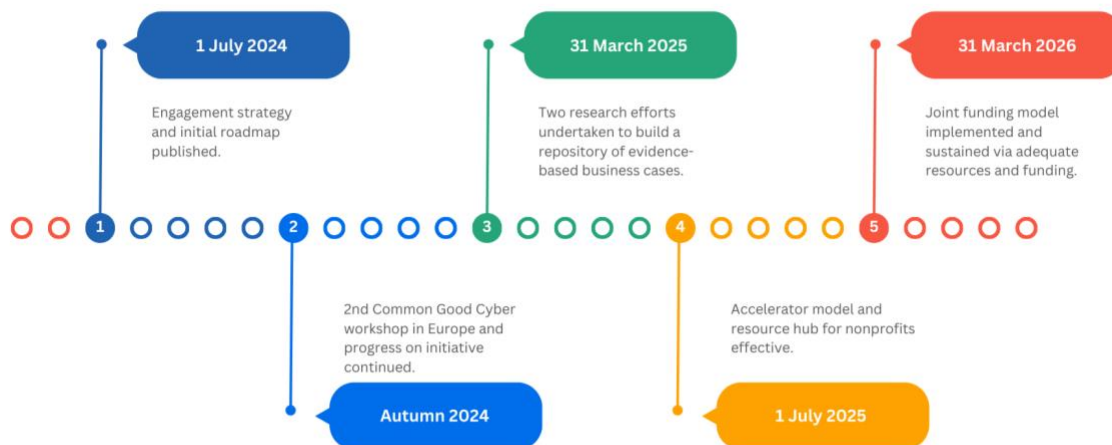 1 July 2024
Engagement strategy
and initial roadmap
published.
31 March 2025
Two research efforts
undertaken to build a
repository of evidence-
based business cases.
31 March 2026
Joint funding model
implemented and
sustained via adequate
resources and funding.
1
2
3
4
5
2nd Common Good Cyber
workshop in Europe and
progress on initiative
continued.
Autumn 2024
Accelerator model and
resource hub for nonprofits
effective.
1 July 2025